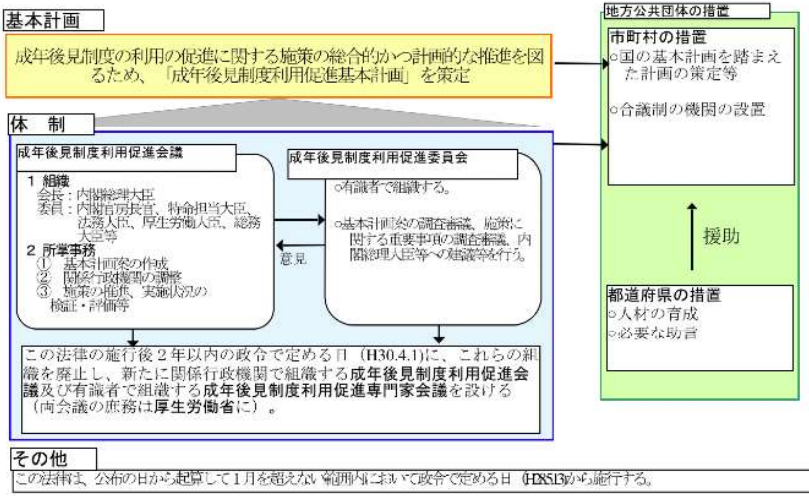 基本計画
成年後見制度の利用の促進に関する施策の総合的かつ計画的な推進を図
るため、「成年後見制度利用促進基本計画」を策定
体　制
成年後見制度利用促進会議
1 組織
会長：内閣総理大臣
委員：内閣官房長官、特命担当大臣、
法務大臣、厚生労働大臣、総務
大臣等
2 所掌事務
① 基本計画案の作成
② 関係行政機関の調整
③ 施策の推進、実施状況の
検証・評価等
意見
成年後見制度利用促進委員会
○有識者で組織する。
○基本計画案の調査審議、施策に
関する重要事項の調査審議、内
閣総理大臣等への建議等を行う。
この法律の施行後２年以内の政令で定める日（H30.4.1)に、これらの組
織を廃止し、新たに関係行政機関で組織する成年後見制度利用促進会
議及び有識者で組織する成年後見制度利用促進専門家会議を設ける
（両会議の庶務は厚生労働省に）。
地方公共団体の措置
市町村の措置
○国の基本計画を踏まえ
た計画の策定等
○合議制の機関の設置
援助
都道府県の措置
○人材の育成
○必要な助言
その他
この法律は、公布の日から起算して１月を超えない範囲内において政令で定める日（H28.5.13)から施行する。